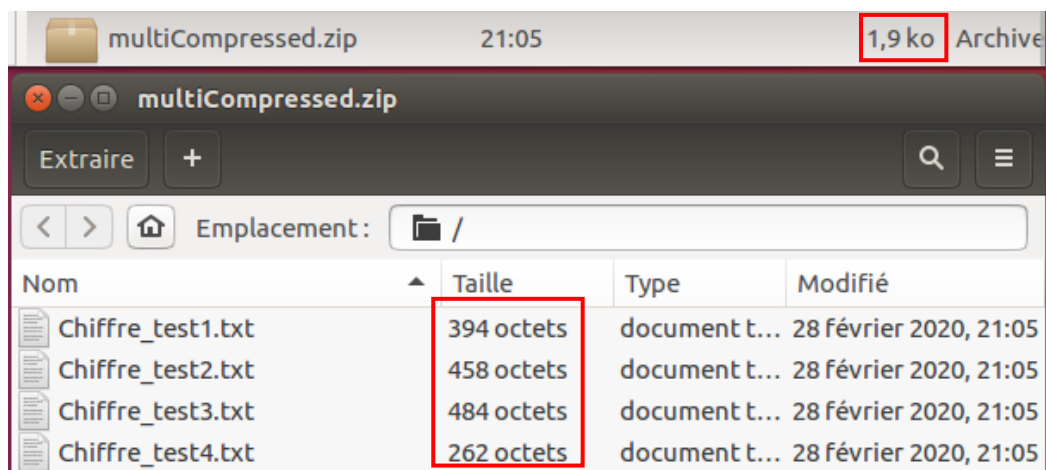 multiCompressed.zip 21:05 1,9 ko Archive
multiCompressed.zip
Extraire +
Emplacement : /
Nom Taille Type Modifié
Chiffre_test1.txt 394 octets document t... 28 février 2020, 21:05
Chiffre_test2.txt 458 octets document t... 28 février 2020, 21:05
Chiffre_test3.txt 484 octets document t... 28 février 2020, 21:05
Chiffre_test4.txt 262 octets document t... 28 février 2020, 21:05